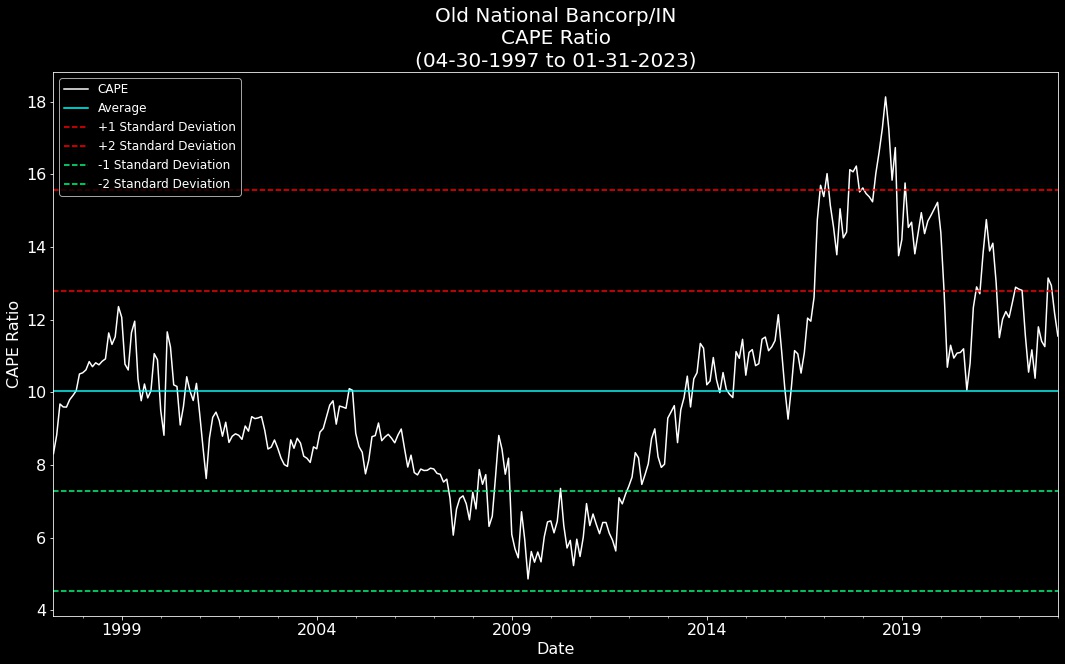 Old National Bancorp/IN
CAPE Ratio
(04-30-1997 to 01-31-2023)
CAPE
Average
+1 Standard Deviation
+2 Standard Deviation
-1 Standard Deviation
-2 Standard Deviation
18
16
14
12
10
8
6
4
CAPE Ratio
1999
2004
2009
2014
2019
Date